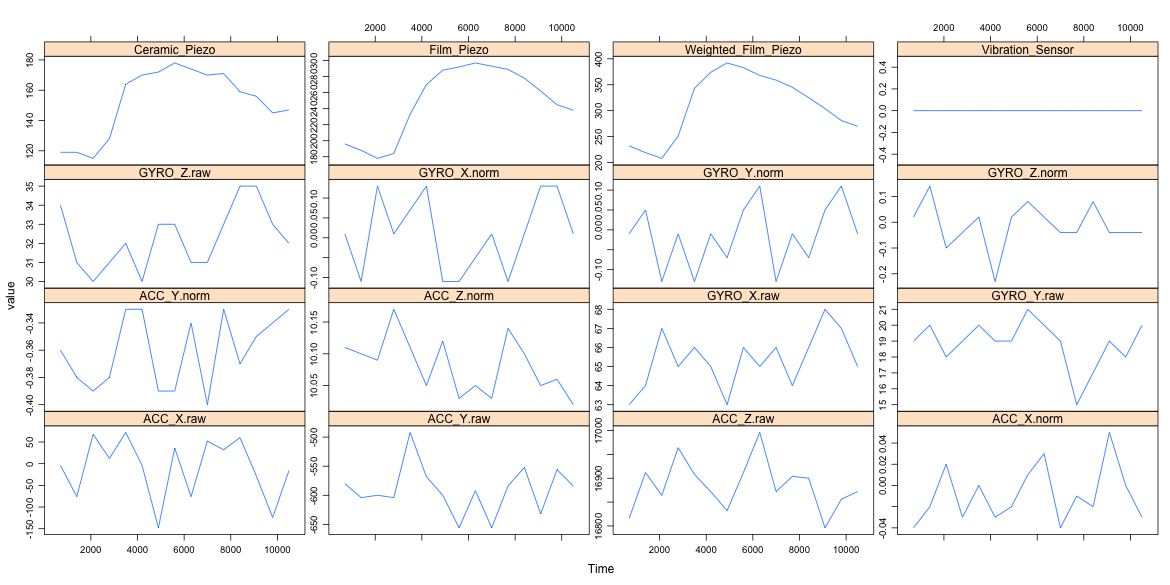 2000 4000 6000 8000 10000 2000 4000 6000 8000 10000
Ceramic_Piezo Film_Piezo Weighted_Film_Piezo Vibration_Sensor
120 140 160 180
180 200 220 240 260 280 300
200 250 300 350 400
-0.4 -0.2 0.0 0.2 0.4
GYRO_Z.raw GYRO_X.norm GYRO_Y.norm GYRO_Z.norm
30 31 32 33 34 35
-0.10 0.00 0.05 0.10
-0.10 0.00 0.05 0.10
-0.2 -0.1 0.0 0.1
ACC_Y.norm ACC_Z.norm GYRO_X.raw GYRO_Y.raw
-0.40 -0.38 -0.36 -0.34
10.05 10.10 10.15
63 64 65 66 67 68
15 16 17 18 19 20 21
ACC_X.raw ACC_Y.raw ACC_Z.raw ACC_X.norm
-150 -100 -50 0 50
-650 -600 -550 -500
16800 16900 17000
-0.04 0.00 0.02 0.04
2000 4000 6000 8000 10000 2000 4000 6000 8000 10000
value
Time